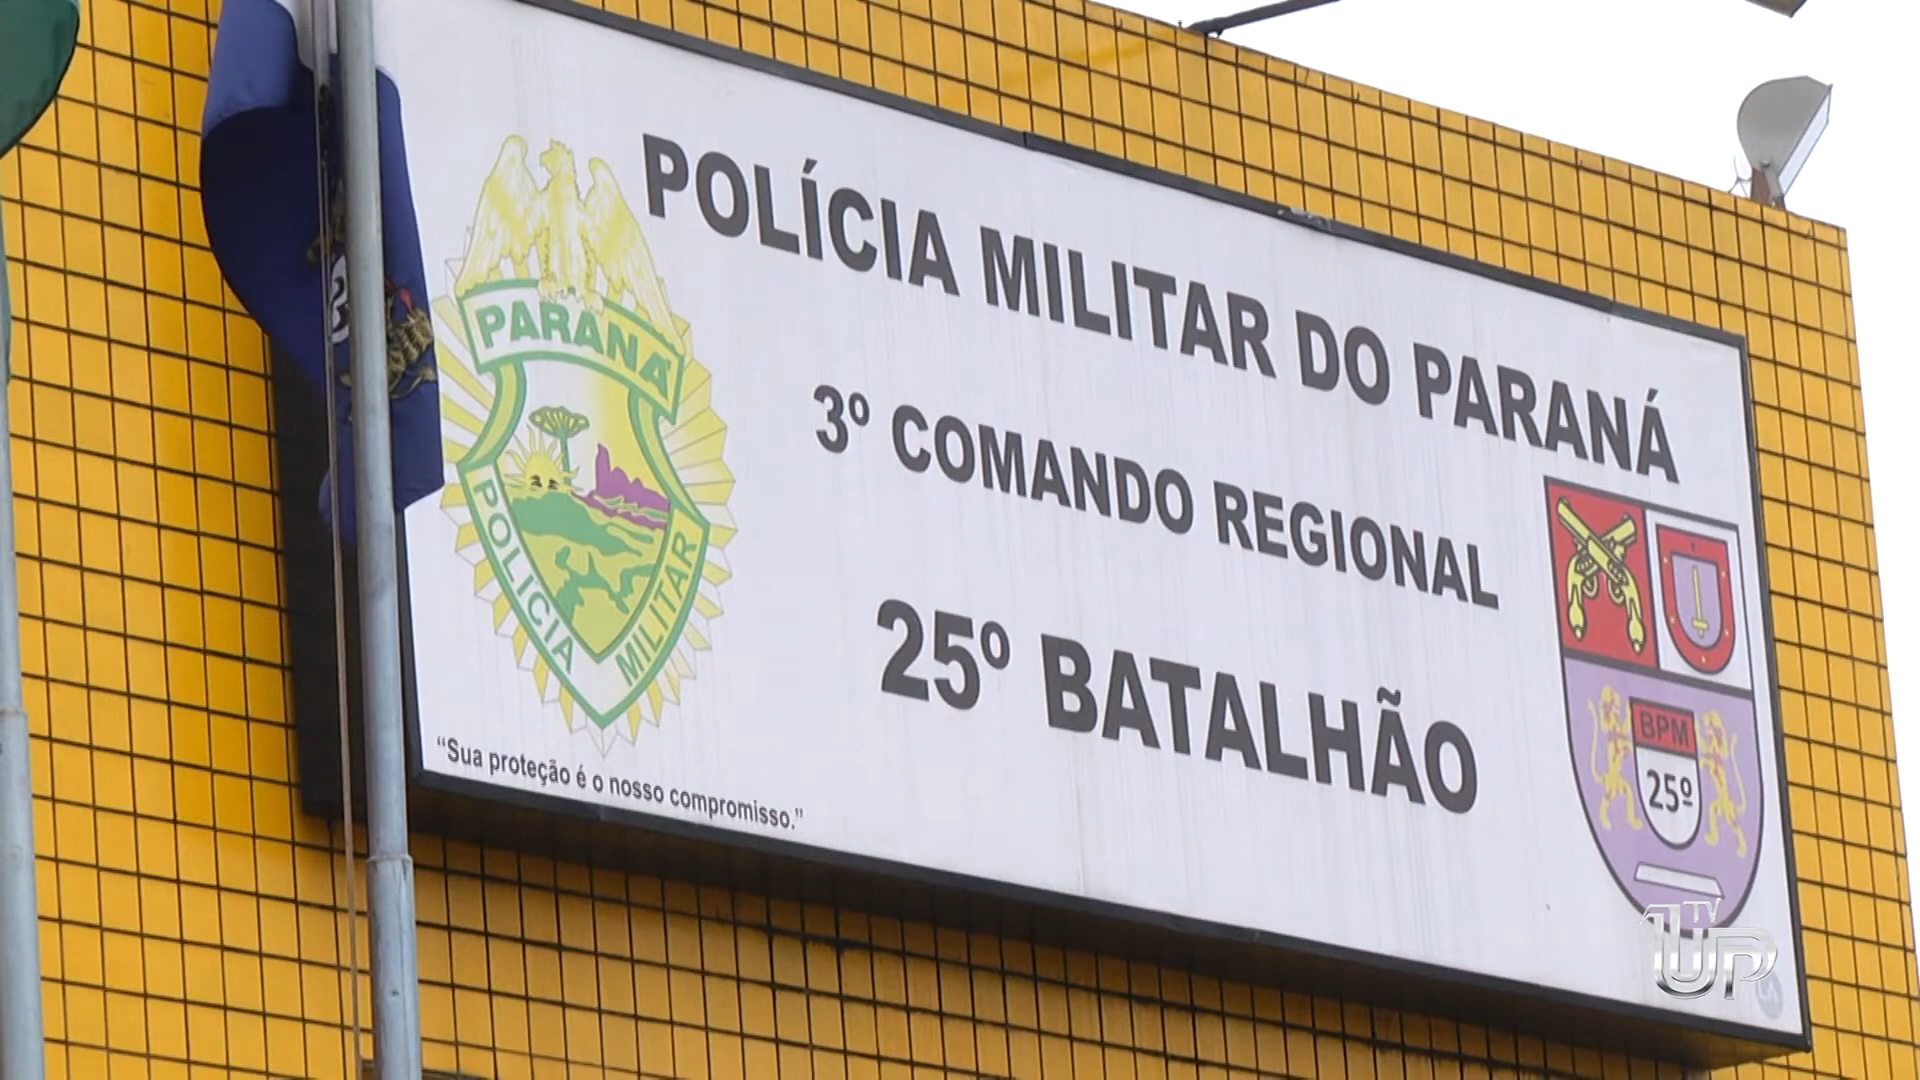 POLÍCIA MILITAR DO PARANÁ
3º COMANDO REGIONAL
25º BATALHÃO
PARANÁ
POLICIA MILITAR
“Sua proteção é o nosso compromisso.”
BPM
25º
TV
UP